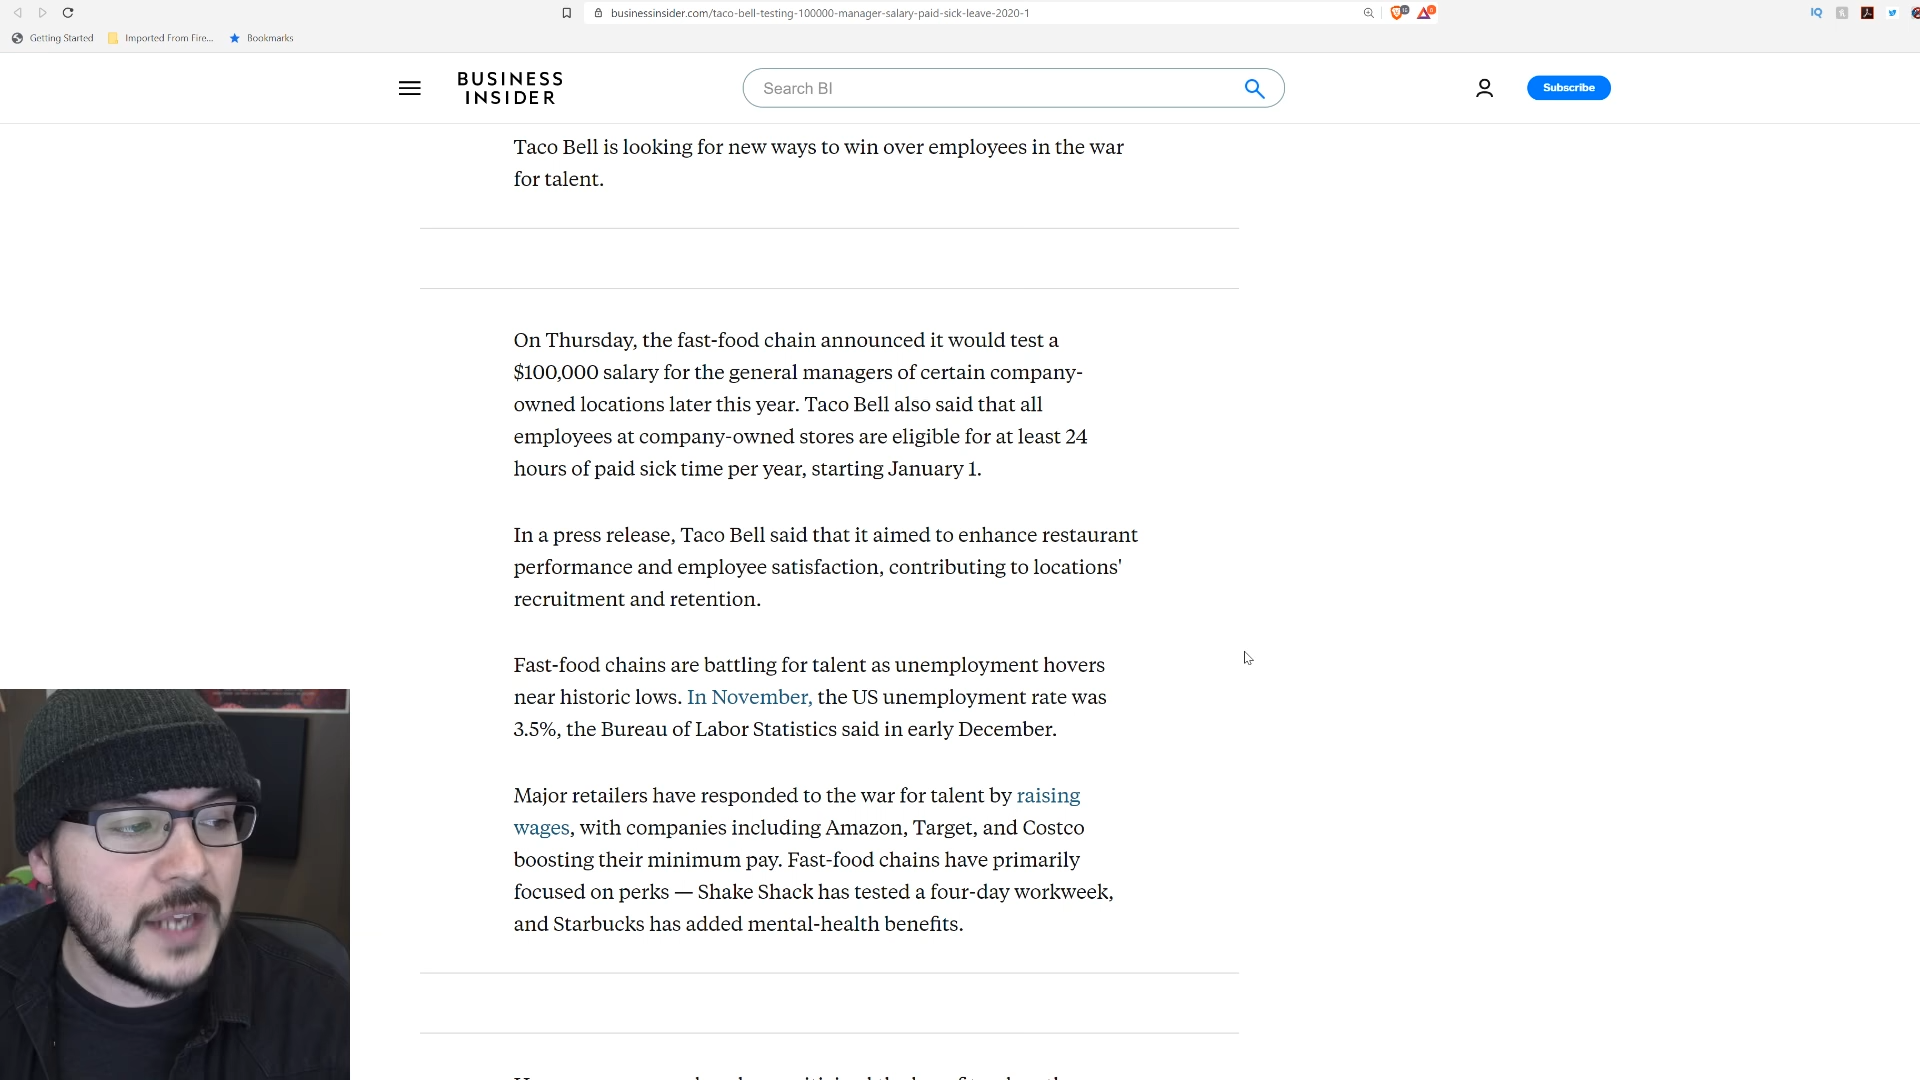 businessinsider.com/taco-bell-testing-100000-manager-salary-paid-sick-leave-2020-1
IQ
Getting Started
Imported From Fire...
Bookmarks
BUSINESS
INSIDER
Search BI
Subscribe
Taco Bell is looking for new ways to win over employees in the war
for talent.
On Thursday, the fast-food chain announced it would test a
$100,000 salary for the general managers of certain company-
owned locations later this year. Taco Bell also said that all
employees at company-owned stores are eligible for at least 24
hours of paid sick time per year, starting January 1.
In a press release, Taco Bell said that it aimed to enhance restaurant
performance and employee satisfaction, contributing to locations'
recruitment and retention.
Fast-food chains are battling for talent as unemployment hovers
near historic lows. In November, the US unemployment rate was
3.5%, the Bureau of Labor Statistics said in early December.
Major retailers have responded to the war for talent by raising
wages, with companies including Amazon, Target, and Costco
boosting their minimum pay. Fast-food chains have primarily
focused on perks — Shake Shack has tested a four-day workweek,
and Starbucks has added mental-health benefits.